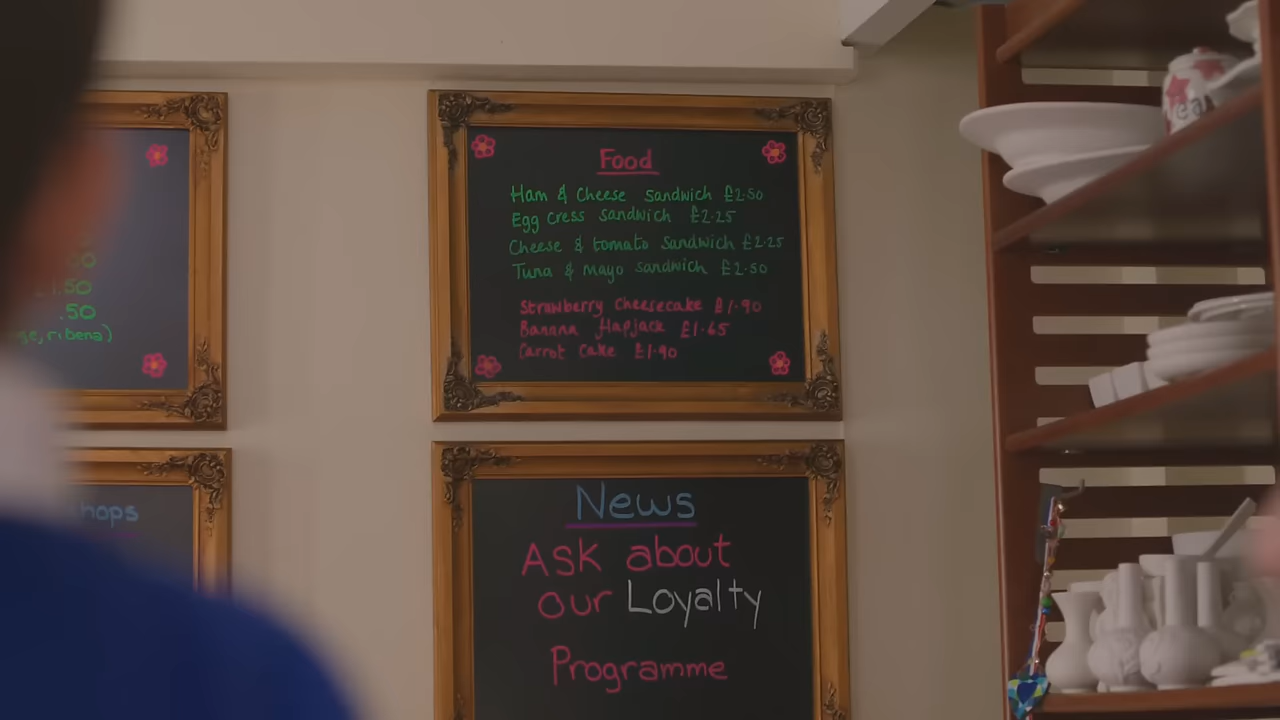 Food
Ham & Cheese sandwich £2.50
Egg cress sandwich £2.25
Cheese & tomato sandwich £2.25
Tuna & mayo sandwich £2.50
Strawberry Cheesecake £1.90
Banana flapjack £1.65
Carrot Cake £1.90
News
Ask about
our Loyalty
Programme
.50
.50
ribena)
hops